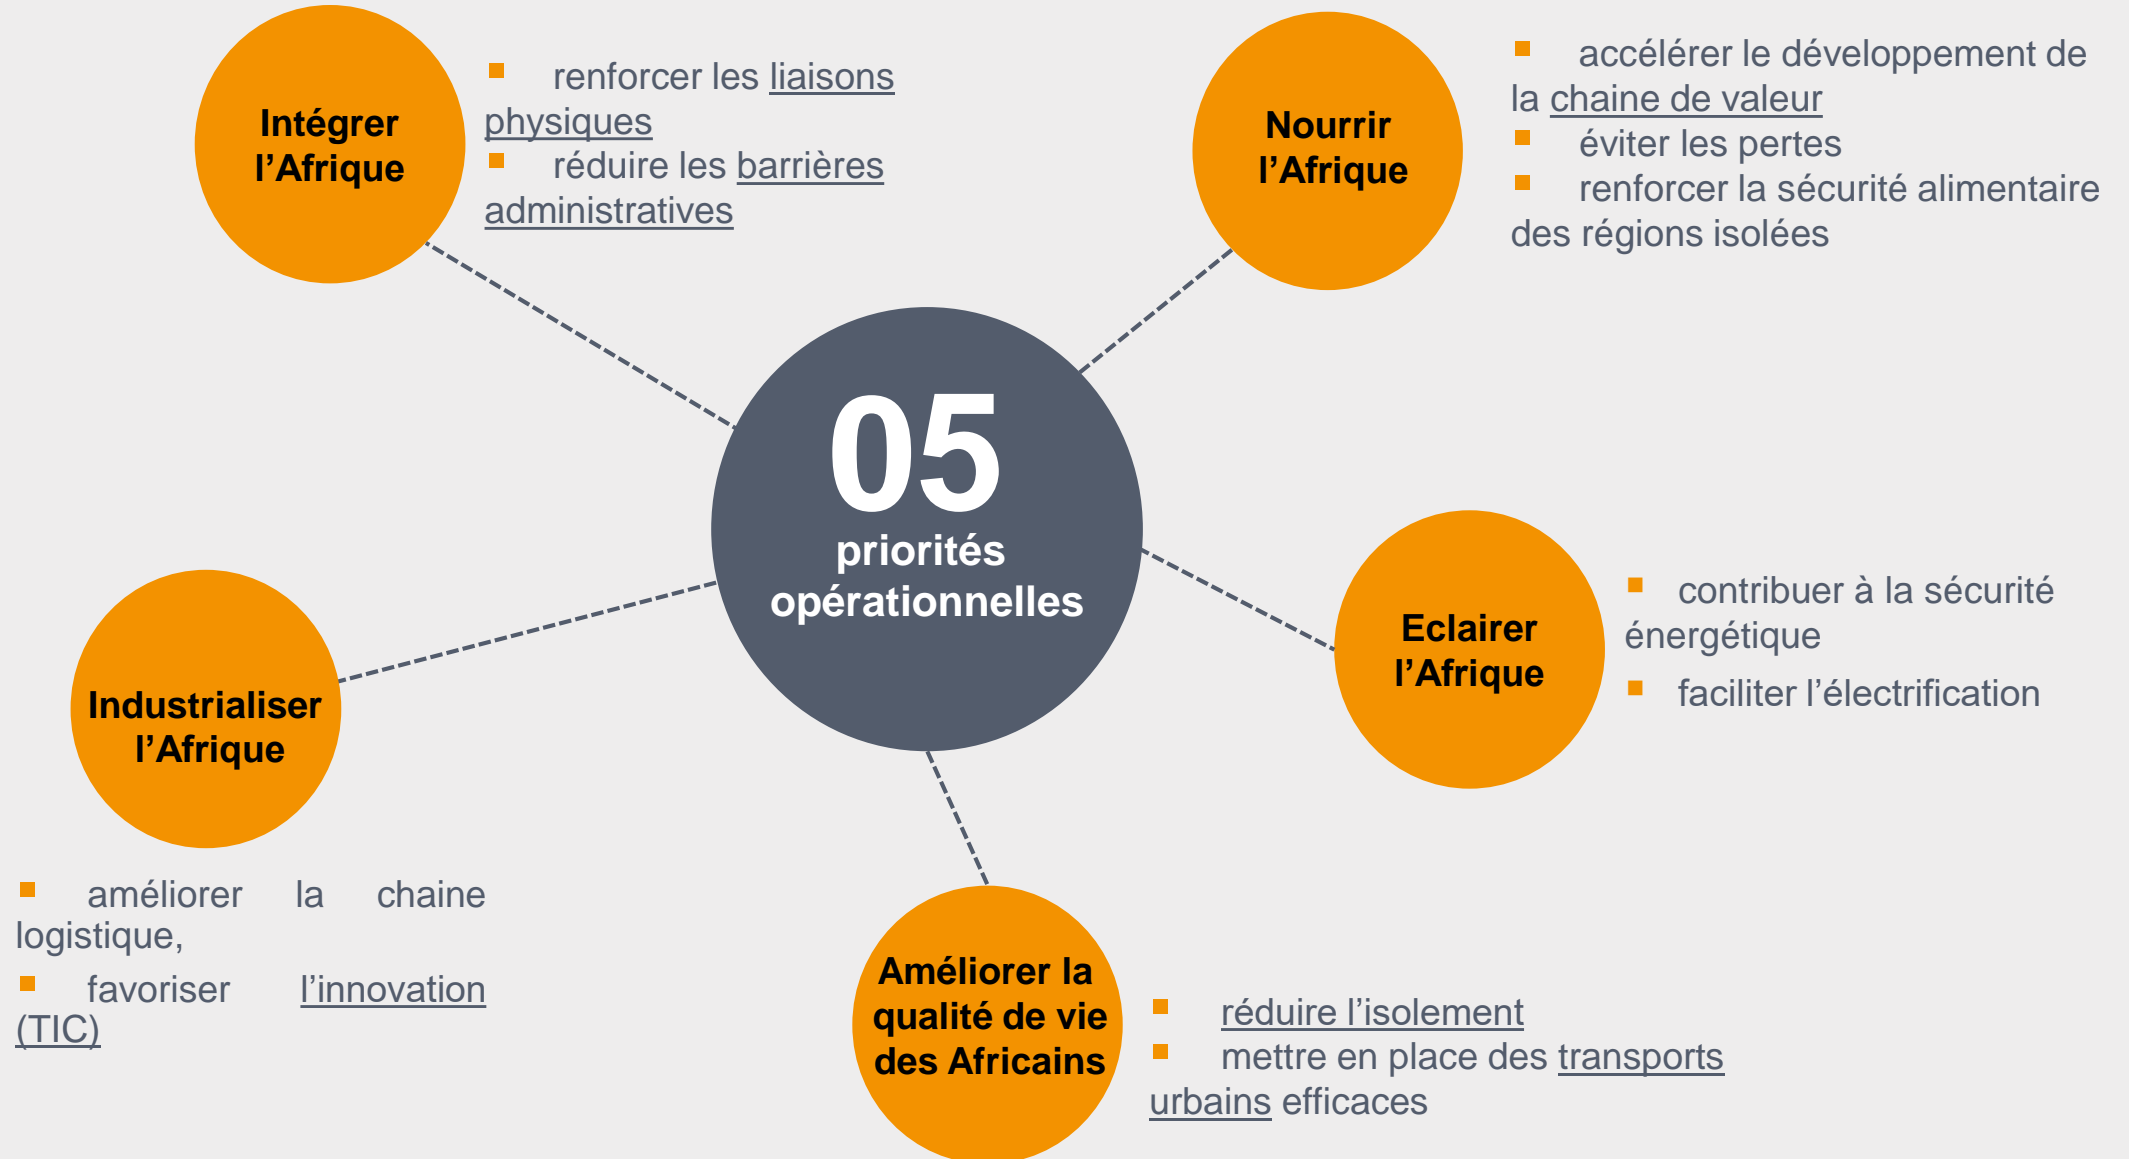 Intégrer
l’Afrique
renforcer les liaisons
physiques
réduire les barrières
administratives
Nourrir
l’Afrique
accélérer le développement de
la chaine de valeur
éviter les pertes
renforcer la sécurité alimentaire
des régions isolées
05
priorités
opérationnelles
Eclairer
l’Afrique
contribuer à la sécurité
énergétique
faciliter l’électrification
Industrialiser
l’Afrique
améliorer la chaine
logistique,
favoriser l’innovation
(TIC)
Améliorer la
qualité de vie
des Africains
réduire l’isolement
mettre en place des transports
urbains efficaces